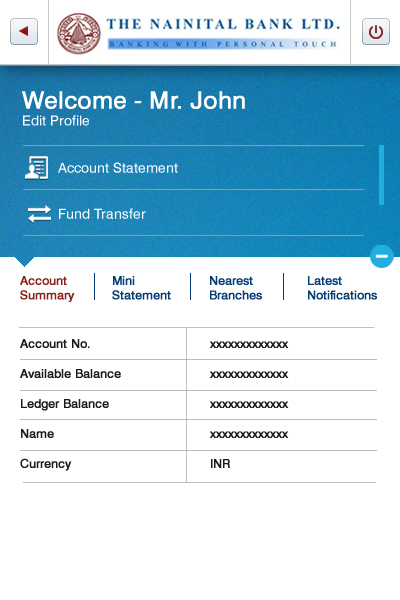 THE NAINITAL BANK LTD.
BANKING WITH PERSONAL TOUCH
Welcome - Mr. John
Edit Profile
Account Statement
Fund Transfer
Account Summary
Mini Statement
Nearest Branches
Latest Notifications
Account No. xxxxxxxxxxxxx
Available Balance xxxxxxxxxxxxx
Ledger Balance xxxxxxxxxxxxx
Name xxxxxxxxxxxxx
Currency INR